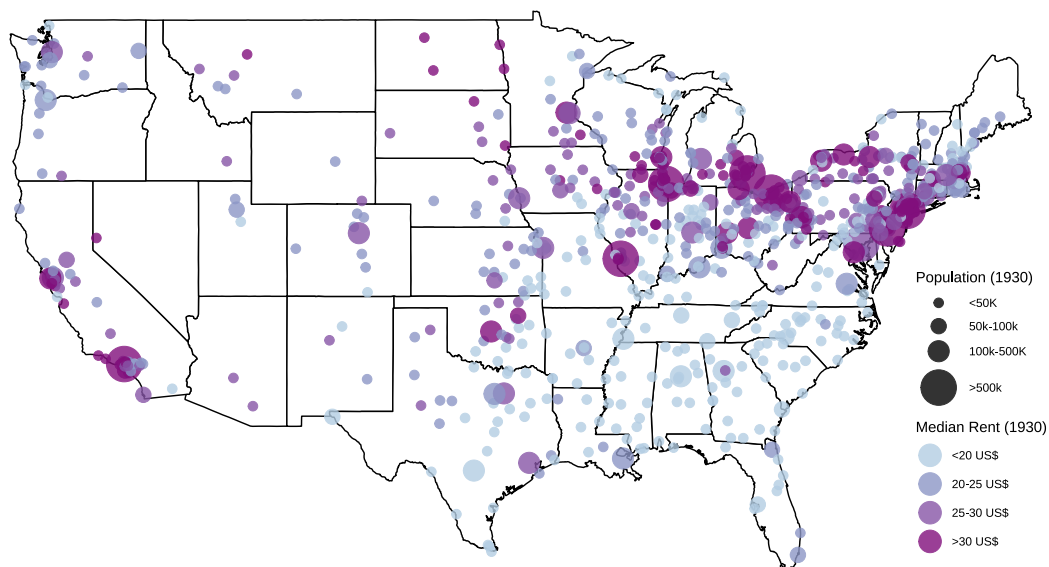 Population (1930)
<50K
50k-100k
100k-500K
>500k
Median Rent (1930)
<20 US$
20-25 US$
25-30 US$
>30 US$